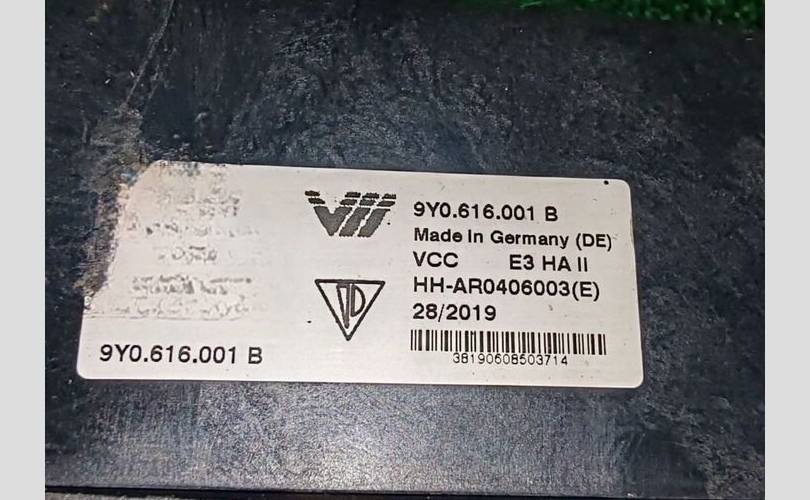 VW
9Y0.616.001 B
Made In Germany (DE)
VCC E3 HA II
HH-AR0406003(E)
28/2019
38190608503714
9Y0.616.001 B